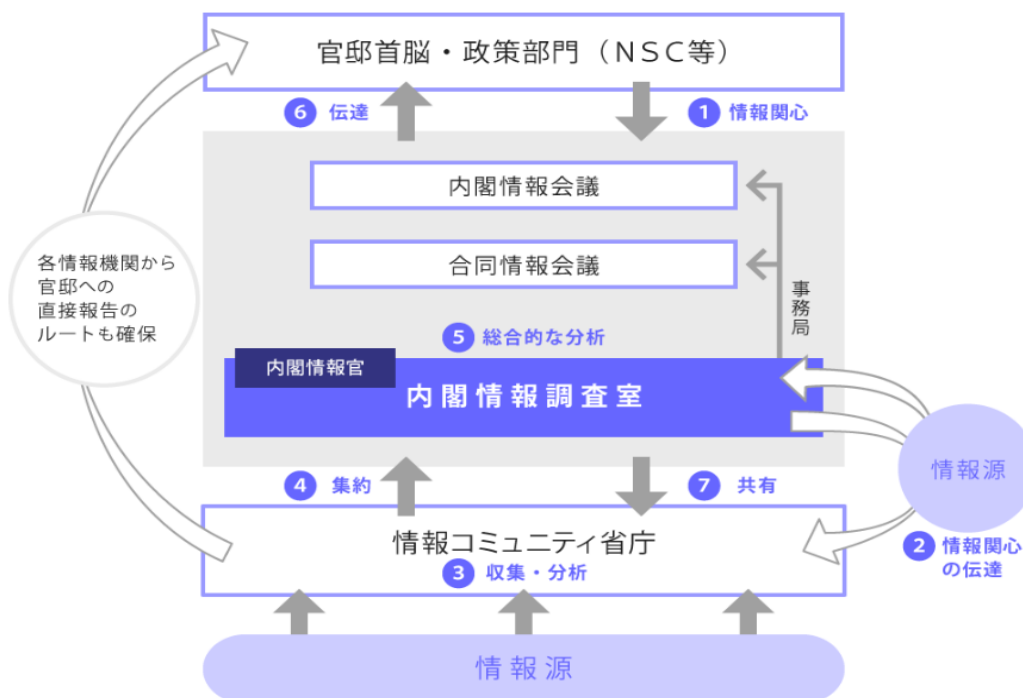 官邸首脳・政策部門（NSC等）
6 伝達
1 情報関心
内閣情報会議
合同情報会議
事務局
各情報機関から
官邸への
直接報告の
ルートも確保
5 総合的な分析
内閣情報官
内閣情報調査室
情報源
4 集約
7 共有
情報コミュニティ省庁
3 収集・分析
2 情報関心
の伝達
情報源